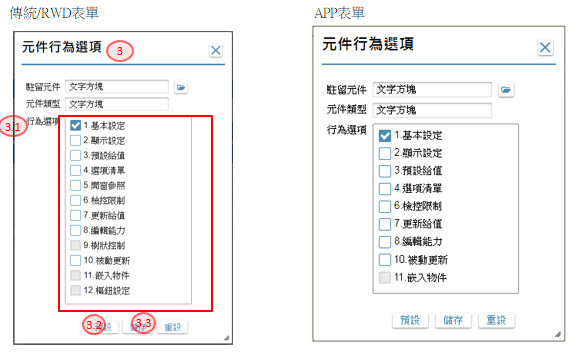 傳統/RWD表單
元件行為選項
3
駐留元件 文字方塊
元件類型 文字方塊
行為選項
3.1
1.基本設定
2.顯示設定
3.預設給值
4.選項清單
5.開窗參照
6.檢控限制
7.更新給值
8.編輯能力
9.樹狀控制
10.被動更新
11.嵌入物件
12.樞鈕設定
3.2 設
儲 3.3
重設
APP表單
元件行為選項
駐留元件 文字方塊
元件類型 文字方塊
行為選項
1.基本設定
2.顯示設定
3.預設給值
4.選項清單
6.檢控限制
7.更新給值
8.編輯能力
10.被動更新
11.嵌入物件
預設 儲存 重設